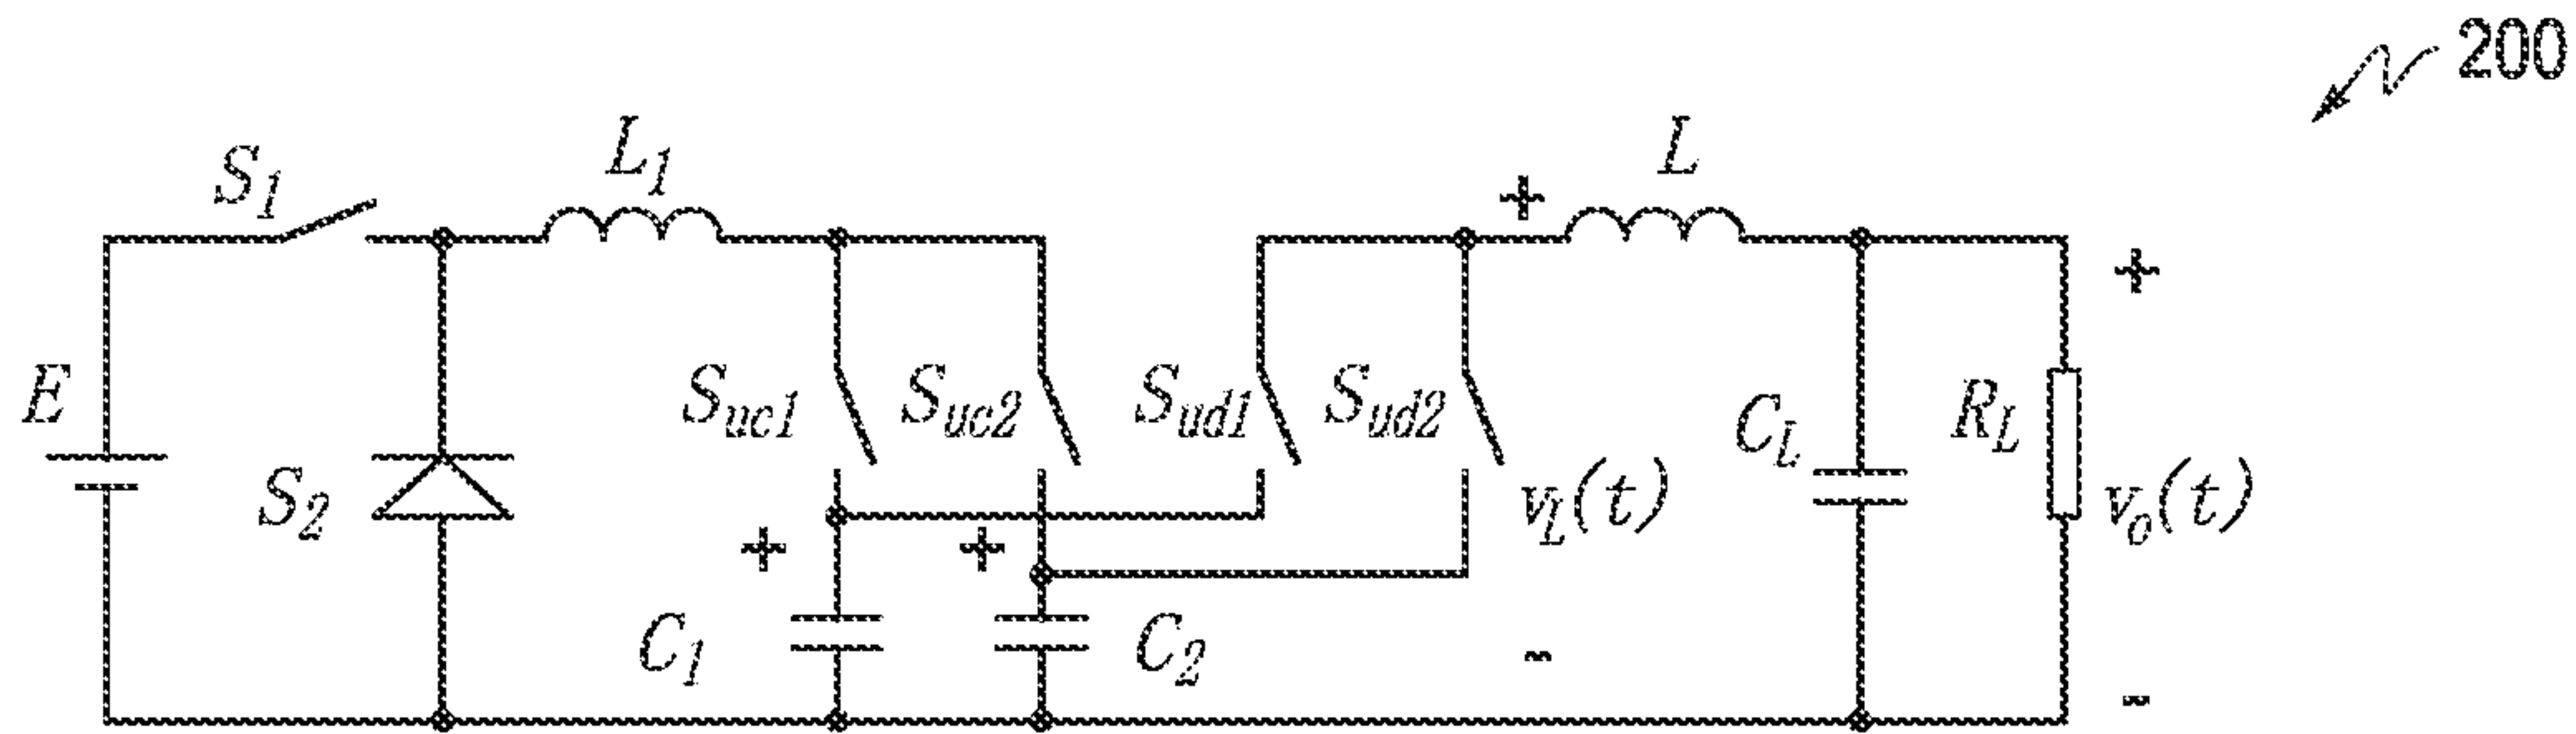 200
S1
L1
L
+
+
E
S2
Suc1
Suc2
Sud1
Sud2
CL
RL
vL(t)
vo(t)
+
+
C1
C2
-
-